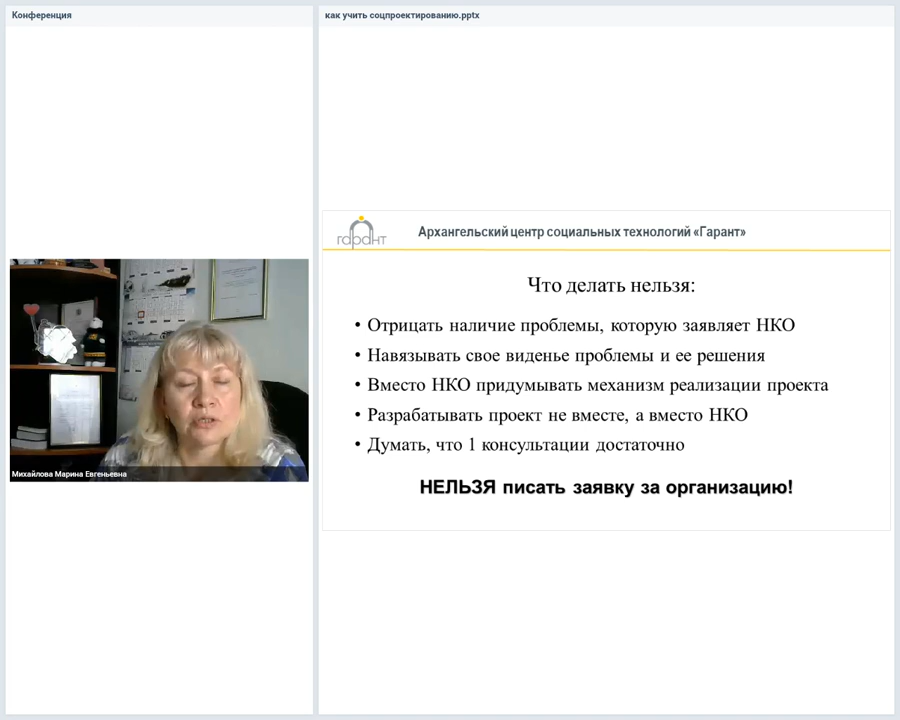 Конференция
как учить соцпроектированию.pptx
гарант
Архангельский центр социальных технологий «Гарант»
Что делать нельзя:
• Отрицать наличие проблемы, которую заявляет НКО
• Навязывать свое виденье проблемы и ее решения
• Вместо НКО придумывать механизм реализации проекта
• Разрабатывать проект не вместе, а вместо НКО
• Думать, что 1 консультации достаточно
НЕЛЬЗЯ писать заявку за организацию!
Михайлова Марина Евгеньевна